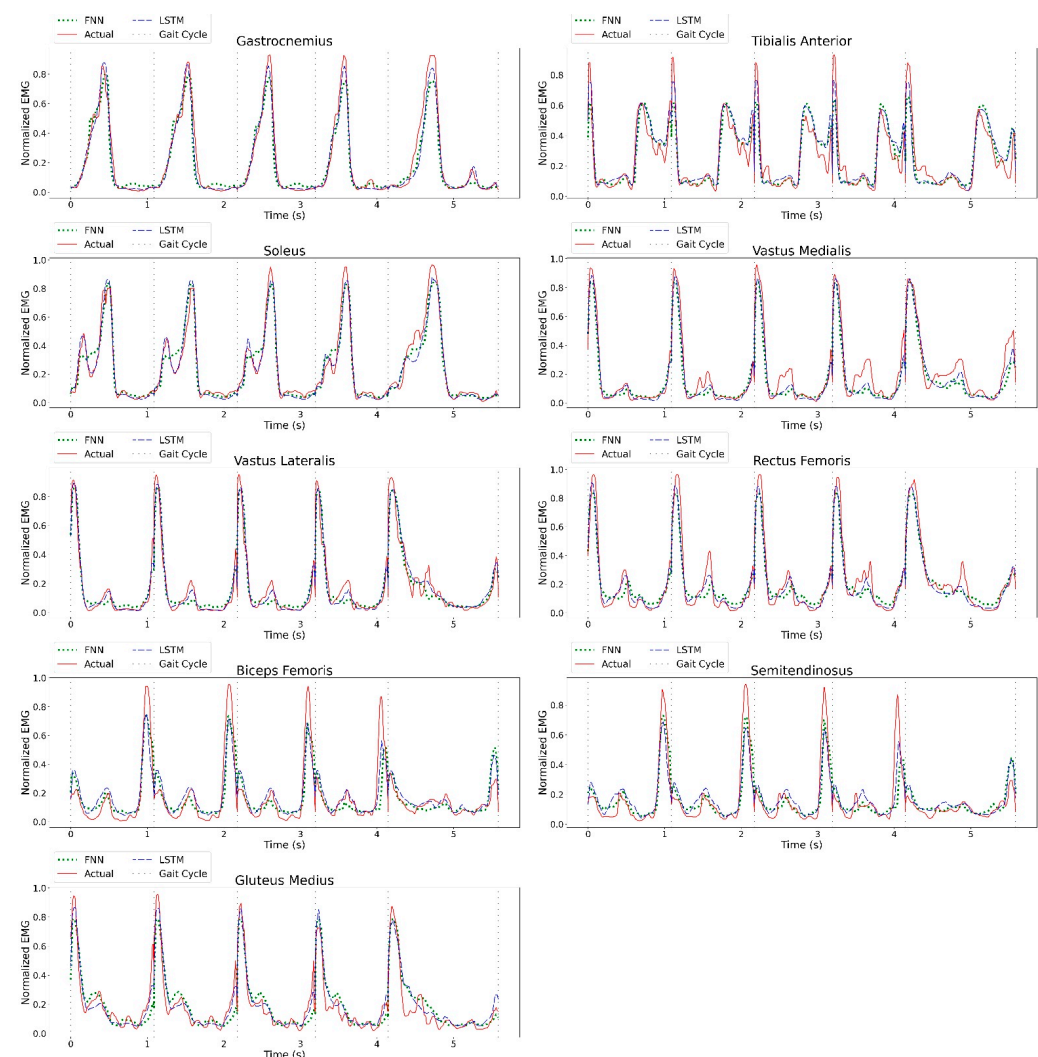 FNN LSTM
Actual Gait Cycle
Gastrocnemius
Normalized EMG
0.8
0.6
0.4
0.2
0.0
0 1 2 3 4 5
Time (s)
FNN LSTM
Actual Gait Cycle
Tibialis Anterior
Normalized EMG
0.8
0.6
0.4
0.2
0.0
0 1 2 3 4 5
Time (s)
FNN LSTM
Actual Gait Cycle
Soleus
Normalized EMG
1.0
0.8
0.6
0.4
0.2
0.0
0 1 2 3 4 5
Time (s)
FNN LSTM
Actual Gait Cycle
Vastus Medialis
Normalized EMG
1.0
0.8
0.6
0.4
0.2
0.0
0 1 2 3 4 5
Time (s)
FNN LSTM
Actual Gait Cycle
Vastus Lateralis
Normalized EMG
0.8
0.6
0.4
0.2
0.0
0 1 2 3 4 5
Time (s)
FNN LSTM
Actual Gait Cycle
Rectus Femoris
Normalized EMG
1.0
0.8
0.6
0.4
0.2
0.0
0 1 2 3 4 5
Time (s)
FNN LSTM
Actual Gait Cycle
Biceps Femoris
Normalized EMG
1.0
0.8
0.6
0.4
0.2
0.0
0 1 2 3 4 5
Time (s)
FNN LSTM
Actual Gait Cycle
Semitendinosus
Normalized EMG
0.8
0.6
0.4
0.2
0.0
0 1 2 3 4 5
Time (s)
FNN LSTM
Actual Gait Cycle
Gluteus Medius
Normalized EMG
1.0
0.8
0.6
0.4
0.2
0.0
0 1 2 3 4 5
Time (s)